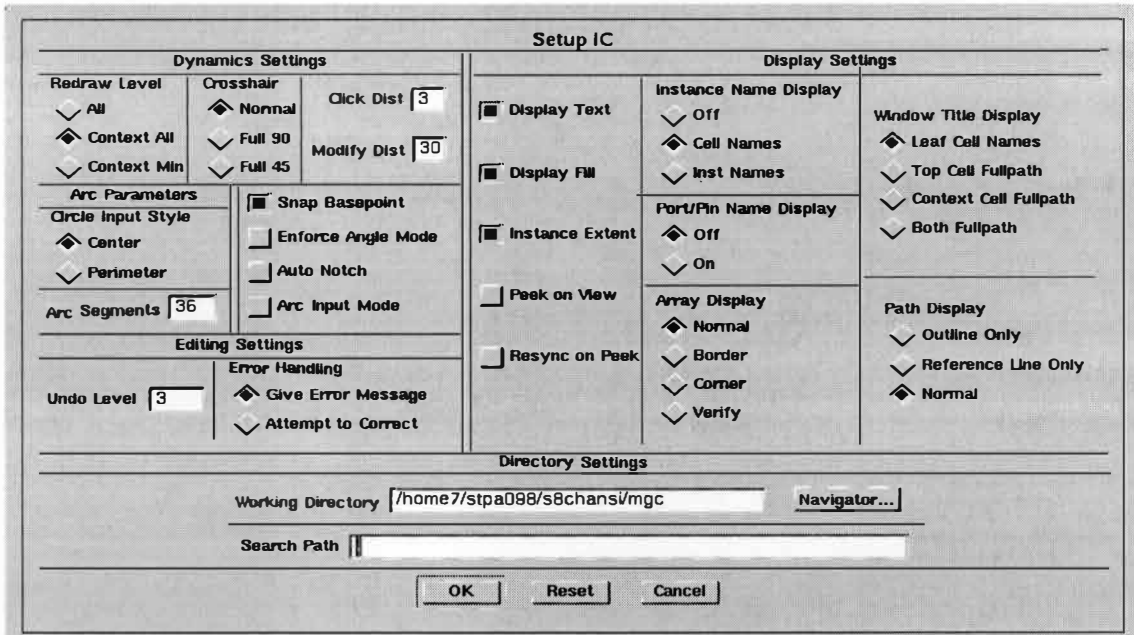 Setup IC
Dynamics Settings
Redraw Level
All
Context All
Context Min
Crosshair
Normal
Full 90
Full 45
Click Dist 3
Modify Dist 30
Arc Parameters
Circle Input Style
Center
Perimeter
Arc Segments 36
Snap Basepoint
Enforce Angle Mode
Auto Notch
Arc Input Mode
Editing Settings
Undo Level 3
Error Handling
Give Error Message
Attempt to Correct
Display Settings
Display Text
Display Fill
Instance Extent
Peek on View
Resync on Peek
Instance Name Display
Off
Cell Names
Inst Names
Port/Pin Name Display
Off
On
Array Display
Normal
Border
Corner
Verify
Window Title Display
Leaf Cell Names
Top Cell Fullpath
Context Cell Fullpath
Both Fullpath
Path Display
Outline Only
Reference Line Only
Normal
Directory Settings
Working Directory /home7/stpa098/s8chansi/mgc Navigator...
Search Path
OK Reset Cancel